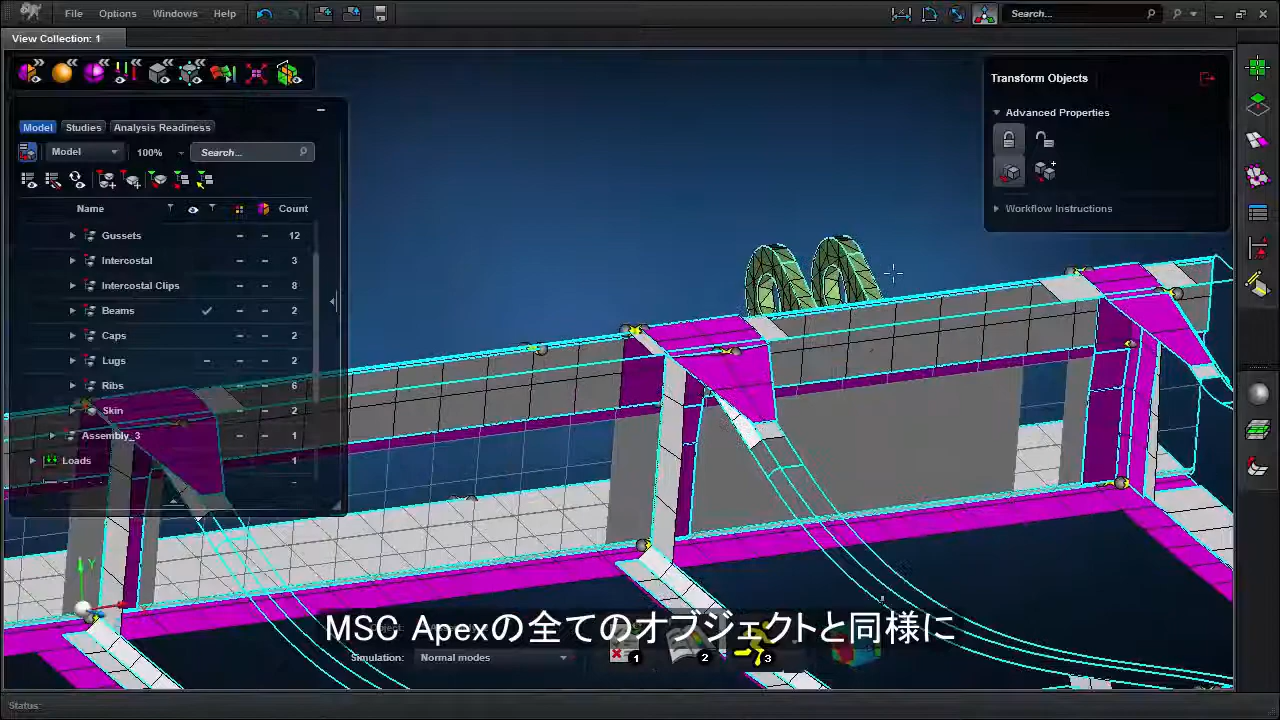 File Options Windows Help Search...
View Collection: 1
Transform Objects
Advanced Properties
Workflow Instructions
Model Studies Analysis Readiness
Model 100% Search...
Name Count
Gussets 12
Intercostal 3
Intercostal Clips 8
Beams 2
Caps 2
Lugs 2
Ribs 6
Skin 2
Assembly_3 1
Loads 1
Y
MSC Apexの全てのオブジェクトと同様に
Simulation: Normal modes 1 2 3
Status: